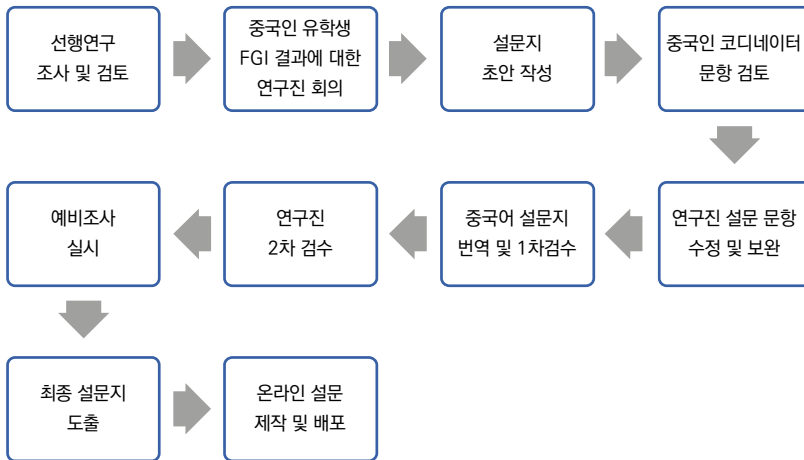 선행연구
조사 및 검토
중국인 유학생
FGI 결과에 대한
연구진 회의
설문지
초안 작성
중국인 코디네이터
문항 검토
연구진 설문 문항
수정 및 보완
중국어 설문지
번역 및 1차검수
연구진
2차 검수
예비조사
실시
최종 설문지
도출
온라인 설문
제작 및 배포